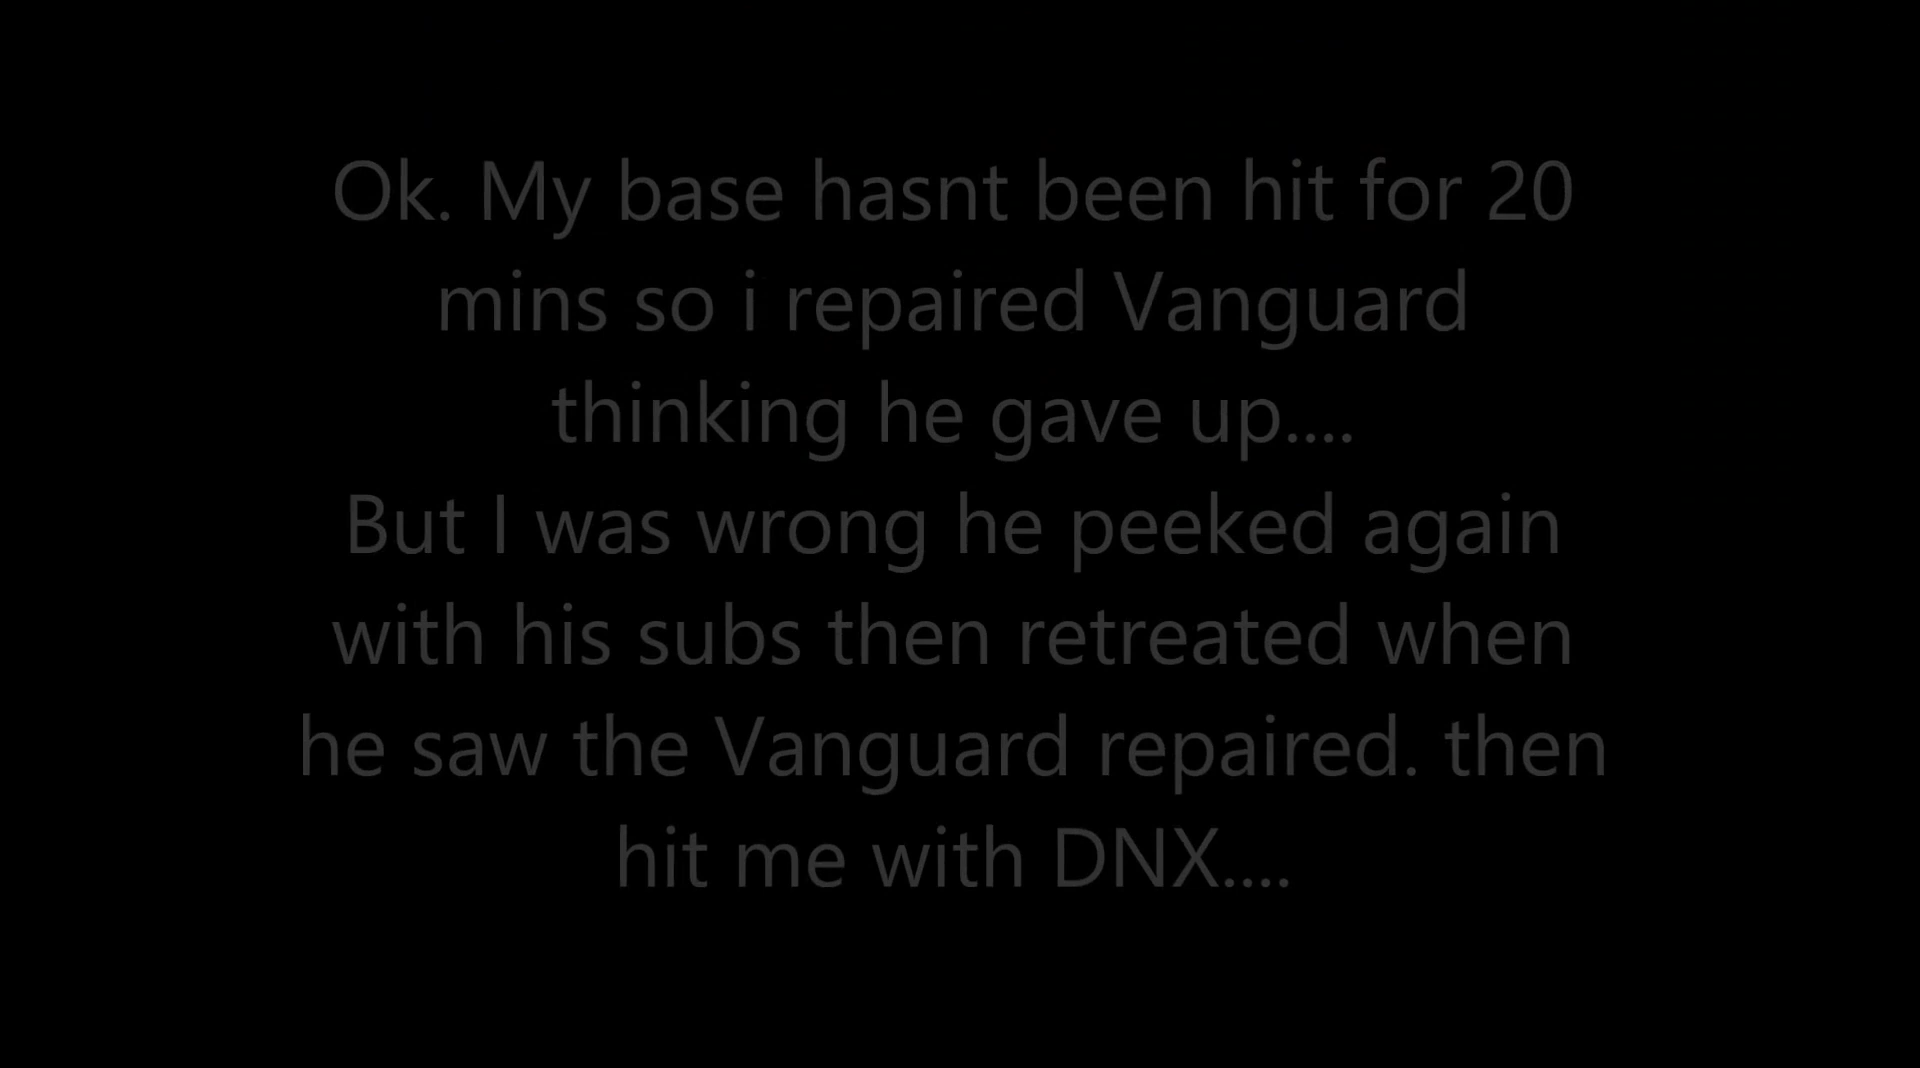 Ok. My base hasnt been hit for 20
mins so i repaired Vanguard
thinking he gave up....
But I was wrong he peeked again
with his subs then retreated when
he saw the Vanguard repaired. then
hit me with DNX....